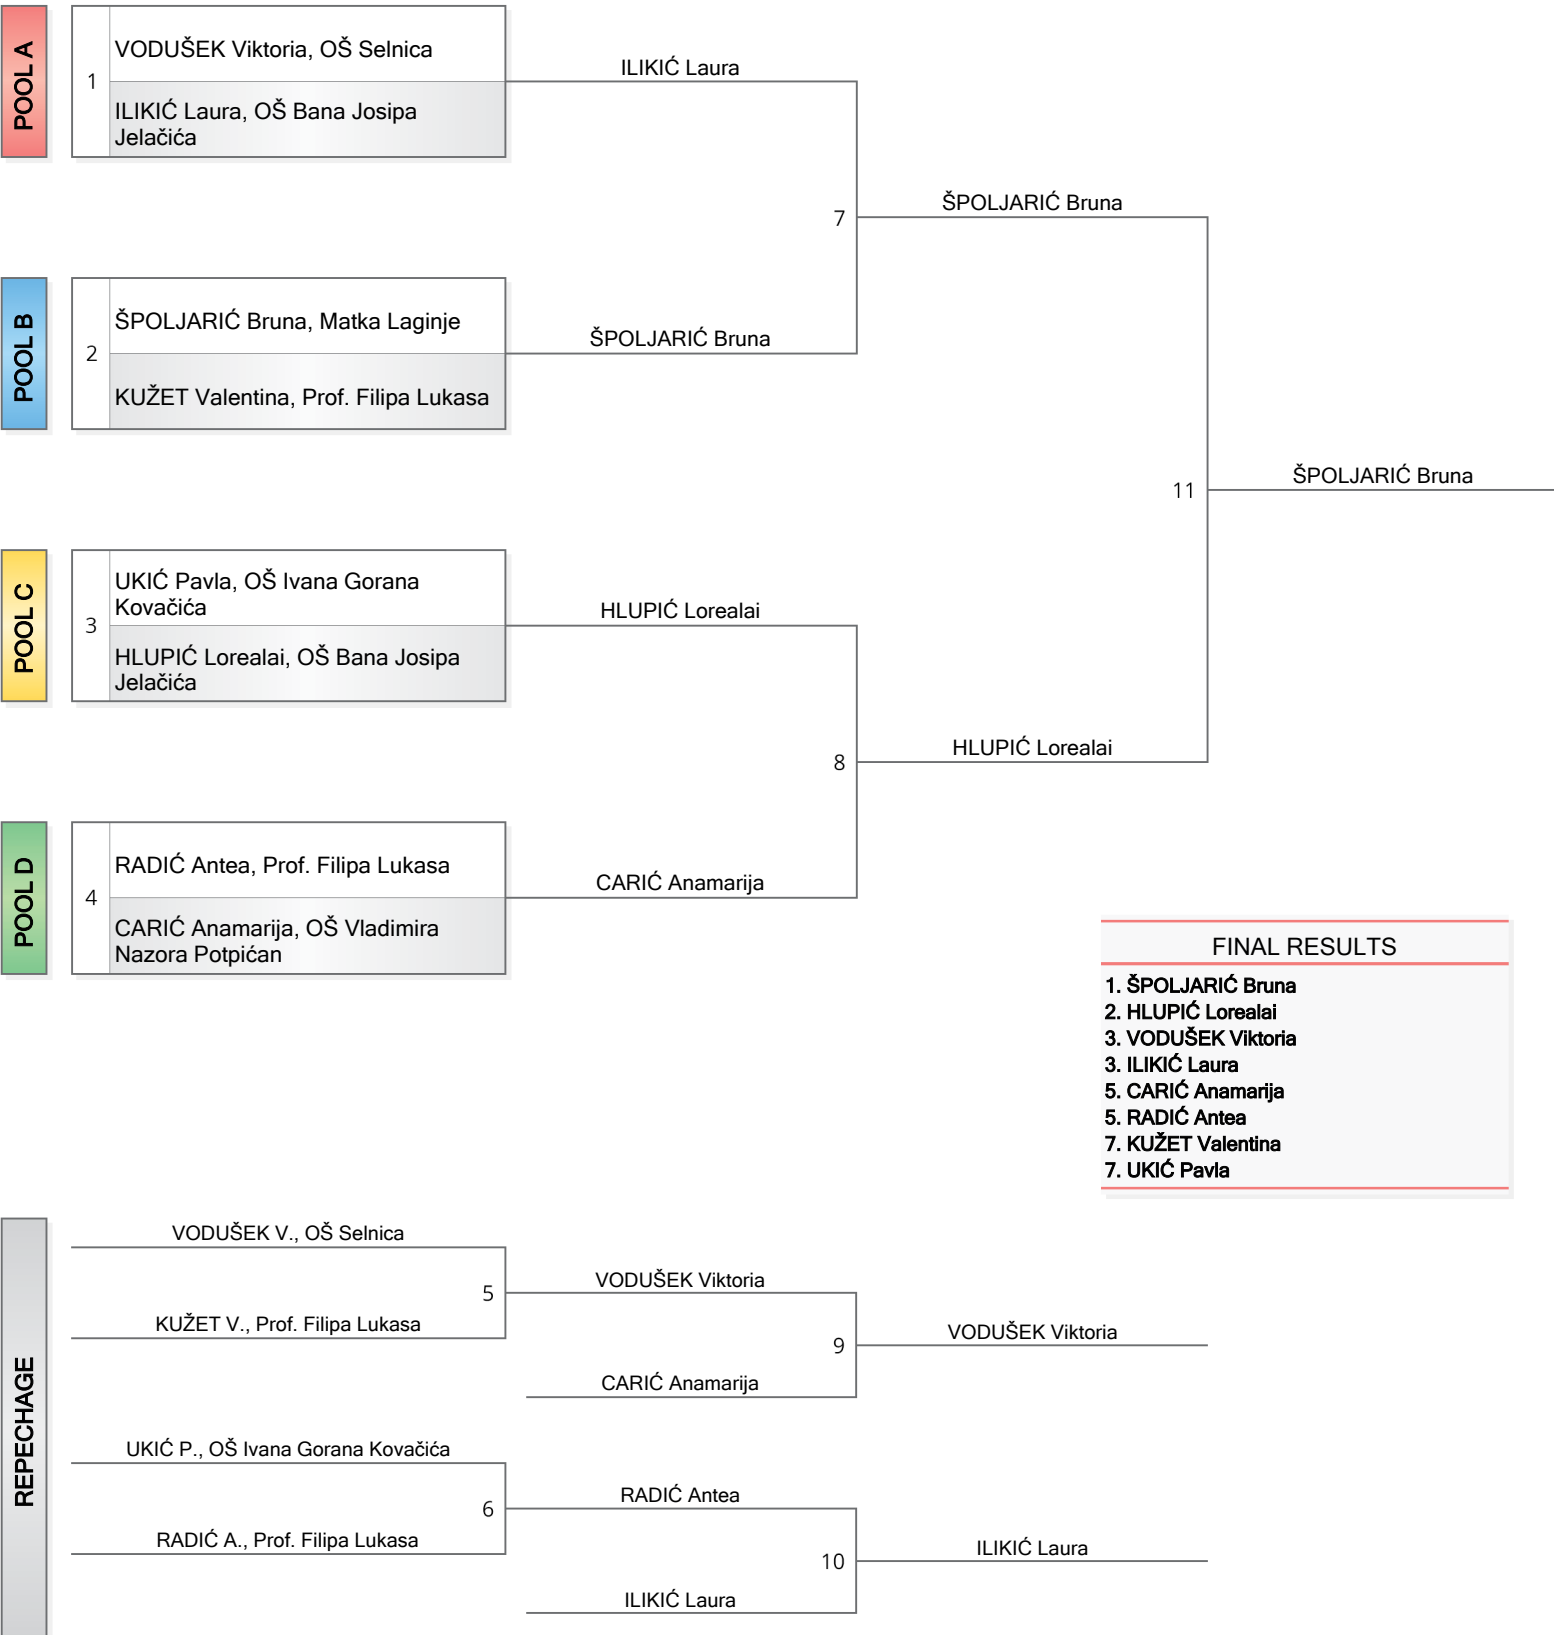 POOL A
1
VODUŠEK Viktoria, OŠ Selnica
ILIKIĆ Laura, OŠ Bana Josipa
Jelačića
ILIKIĆ Laura
7
ŠPOLJARIĆ Bruna
POOL B
2
ŠPOLJARIĆ Bruna, Matka Laginje
KUŽET Valentina, Prof. Filipa Lukasa
ŠPOLJARIĆ Bruna
11
ŠPOLJARIĆ Bruna
POOL C
3
UKIĆ Pavla, OŠ Ivana Gorana
Kovačića
HLUPIĆ Lorealai, OŠ Bana Josipa
Jelačića
HLUPIĆ Lorealai
8
HLUPIĆ Lorealai
POOL D
4
RADIĆ Antea, Prof. Filipa Lukasa
CARIĆ Anamarija, OŠ Vladimira
Nazora Potpićan
CARIĆ Anamarija
FINAL RESULTS
1. ŠPOLJARIĆ Bruna
2. HLUPIĆ Lorealai
3. VODUŠEK Viktoria
3. ILIKIĆ Laura
5. CARIĆ Anamarija
5. RADIĆ Antea
7. KUŽET Valentina
7. UKIĆ Pavla
REPECHAGE
VODUŠEK V., OŠ Selnica
5
KUŽET V., Prof. Filipa Lukasa
VODUŠEK Viktoria
9
CARIĆ Anamarija
VODUŠEK Viktoria
UKIĆ P., OŠ Ivana Gorana Kovačića
6
RADIĆ A., Prof. Filipa Lukasa
RADIĆ Antea
10
ILIKIĆ Laura
ILIKIĆ Laura